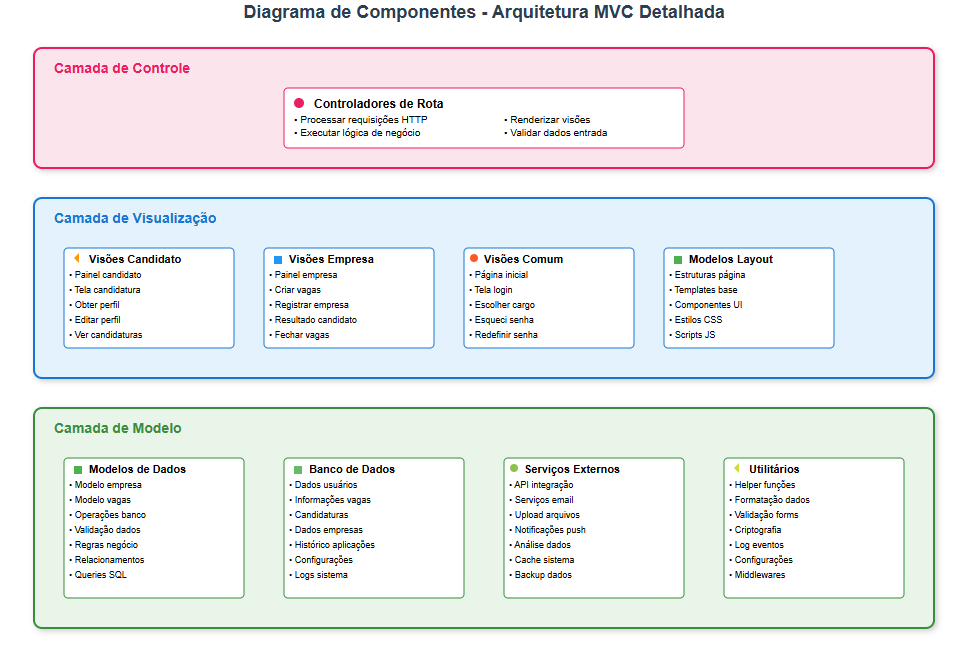 Diagrama de Componentes - Arquitetura MVC Detalhada
Camada de Controle
Controladores de Rota
• Processar requisições HTTP
• Executar lógica de negócio
• Renderizar visões
• Validar dados entrada
Camada de Visualização
Visões Candidato
• Painel candidato
• Tela candidatura
• Obter perfil
• Editar perfil
• Ver candidaturas
Visões Empresa
• Painel empresa
• Criar vagas
• Registrar empresa
• Resultado candidato
• Fechar vagas
Visões Comum
• Página inicial
• Tela login
• Escolher cargo
• Esqueci senha
• Redefinir senha
Modelos Layout
• Estruturas página
• Templates base
• Componentes UI
• Estilos CSS
• Scripts JS
Camada de Modelo
Modelos de Dados
• Modelo empresa
• Modelo vagas
• Operações banco
• Validação dados
• Regras negócio
• Relacionamentos
• Queries SQL
Banco de Dados
• Dados usuários
• Informações vagas
• Candidaturas
• Dados empresas
• Histórico aplicações
• Configurações
• Logs sistema
Serviços Externos
• API integração
• Serviços email
• Upload arquivos
• Notificações push
• Análise dados
• Cache sistema
• Backup dados
Utilitários
• Helper funções
• Formatação dados
• Validação forms
• Criptografia
• Log eventos
• Configurações
• Middlewares